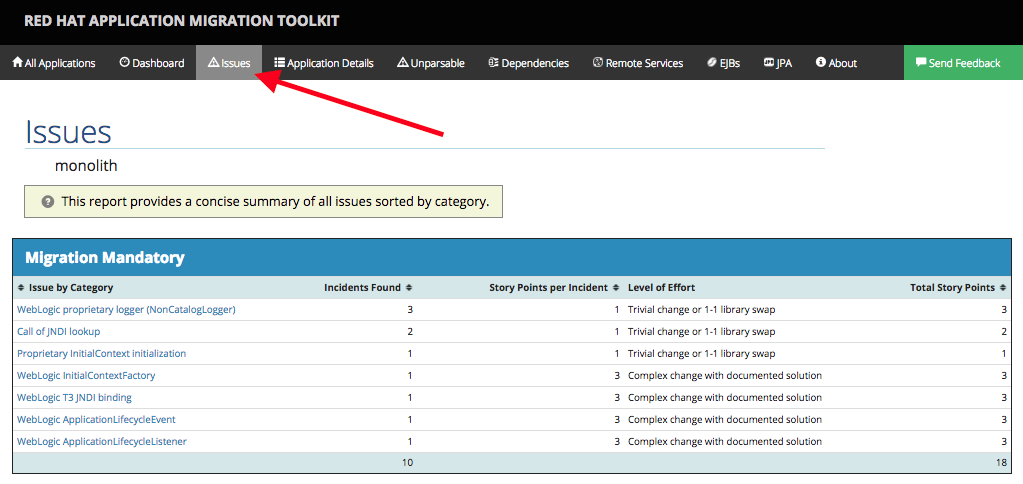 RED HAT APPLICATION MIGRATION TOOLKIT
All Applications Dashboard Issues Application Details Unparsable Dependencies Remote Services EJBs JPA About Send Feedback
Issues
monolith
This report provides a concise summary of all issues sorted by category.
Migration Mandatory
Issue by Category Incidents Found Story Points per Incident Level of Effort Total Story Points
WebLogic proprietary logger (NonCatalogLogger) 3 1 Trivial change or 1-1 library swap 3
Call of JNDI lookup 2 1 Trivial change or 1-1 library swap 2
Proprietary InitialContext initialization 1 1 Trivial change or 1-1 library swap 1
WebLogic InitialContextFactory 1 3 Complex change with documented solution 3
WebLogic T3 JNDI binding 1 3 Complex change with documented solution 3
WebLogic ApplicationLifecycleEvent 1 3 Complex change with documented solution 3
WebLogic ApplicationLifecycleListener 1 3 Complex change with documented solution 3
10 18